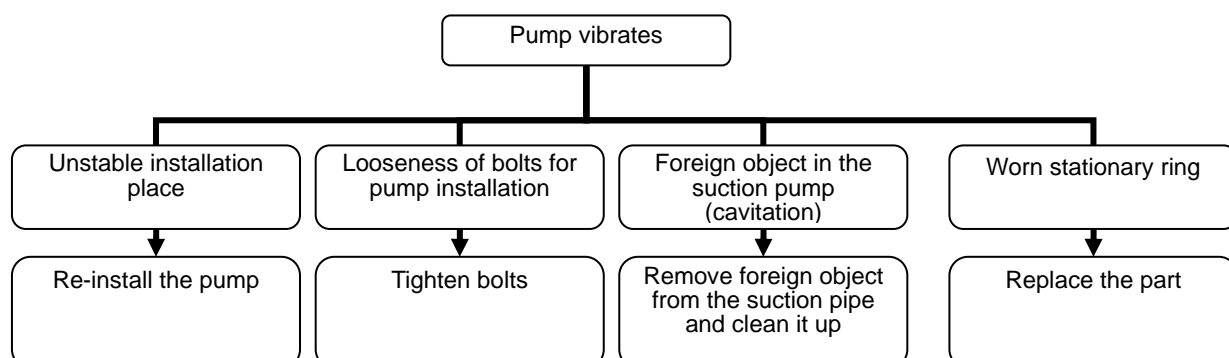 Pump vibrates
Unstable installation
place
Looseness of bolts for
pump installation
Foreign object in the
suction pump
(cavitation)
Worn stationary ring
Re-install the pump
Tighten bolts
Remove foreign object
from the suction pipe
and clean it up
Replace the part